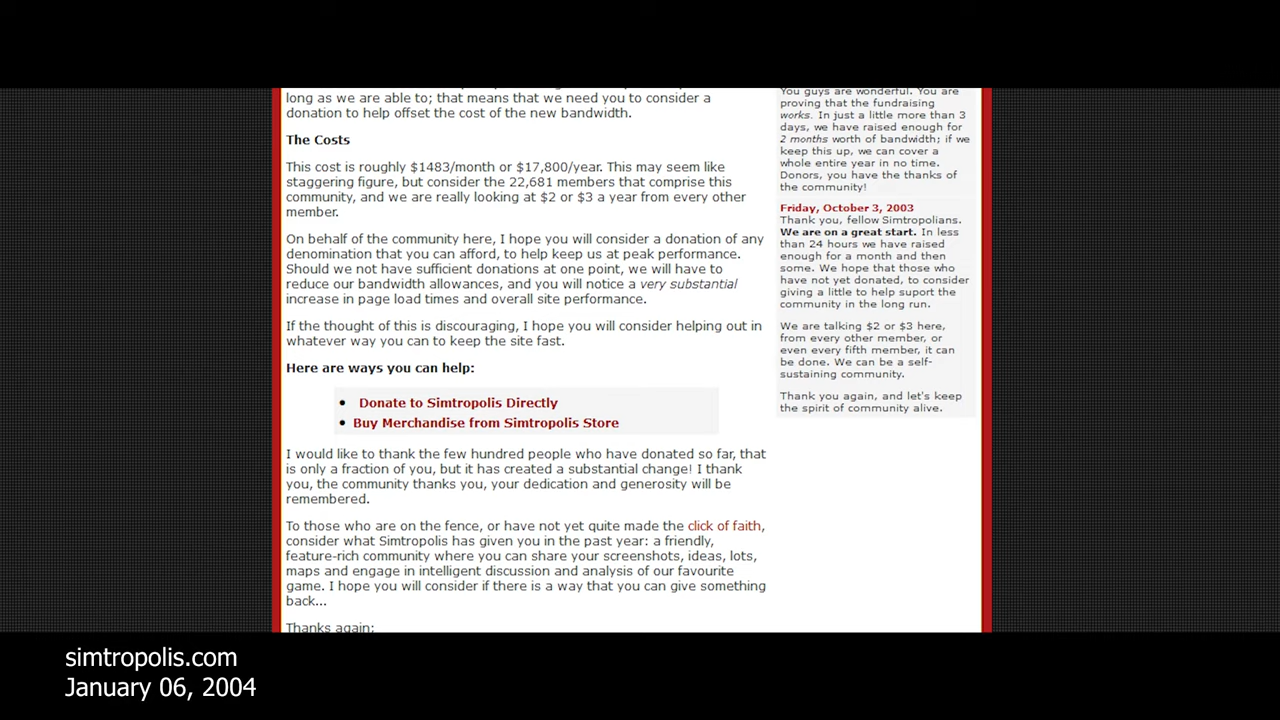 long as we are able to; that means that we need you to consider a
donation to help offset the cost of the new bandwidth.
The Costs
This cost is roughly $1483/month or $17,800/year. This may seem like
staggering figure, but consider the 22,681 members that comprise this
community, and we are really looking at $2 or $3 a year from every other
member.
On behalf of the community here, I hope you will consider a donation of any
denomination that you can afford, to help keep us at peak performance.
Should we not have sufficient donations at one point, we will have to
reduce our bandwidth allowances, and you will notice a very substantial
increase in page load times and overall site performance.
If the thought of this is discouraging, I hope you will consider helping out in
whatever way you can to keep the site fast.
Here are ways you can help:
• Donate to Simtropolis Directly
• Buy Merchandise from Simtropolis Store
I would like to thank the few hundred people who have donated so far, that
is only a fraction of you, but it has created a substantial change! I thank
you, the community thanks you, your dedication and generosity will be
remembered.
To those who are on the fence, or have not yet quite made the click of faith,
consider what Simtropolis has given you in the past year: a friendly,
feature-rich community where you can share your screenshots, ideas, lots,
maps and engage in intelligent discussion and analysis of our favourite
game. I hope you will consider if there is a way that you can give something
back...
Thanks again;
You guys are wonderful. You are
proving that the fundraising
works. In just a little more than 3
days, we have raised enough for
2 months worth of bandwidth; if we
keep this up, we can cover a
whole entire year in no time.
Donors, you have the thanks of
the community!
Friday, October 3, 2003
Thank you, fellow Simtropolians.
We are on a great start. In less
than 24 hours we have raised
enough for a month and then
some. We hope that those who
have not yet donated, to consider
giving a little to help suport the
community in the long run.
We are talking $2 or $3 here,
from every other member, or
even every fifth member, it can
be done. We can be a self-
sustaining community.
Thank you again, and let's keep
the spirit of community alive.
simtropolis.com
January 06, 2004